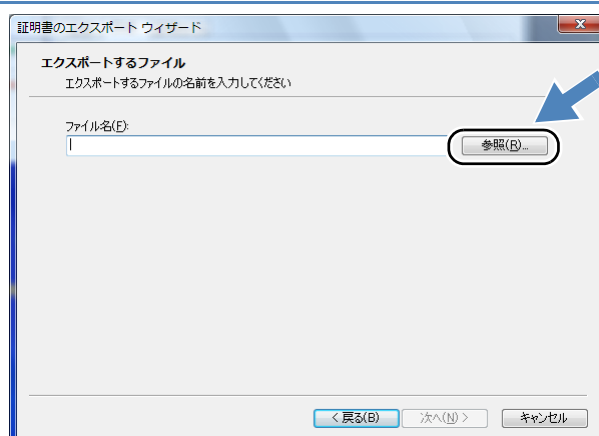 証明書のエクスポート ウィザード
エクスポートするファイル
エクスポートするファイルの名前を入力してください
ファイル名(F):
参照(R)...
< 戻る(B) 次へ(N) > キャンセル